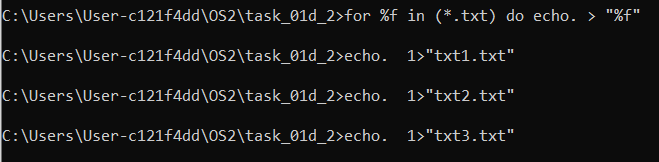 C:\Users\User-c121f4dd\OS2\task_01d_2>for %f in (*.txt) do echo. > "%f"
C:\Users\User-c121f4dd\OS2\task_01d_2>echo.  1>"txt1.txt"
C:\Users\User-c121f4dd\OS2\task_01d_2>echo.  1>"txt2.txt"
C:\Users\User-c121f4dd\OS2\task_01d_2>echo.  1>"txt3.txt"